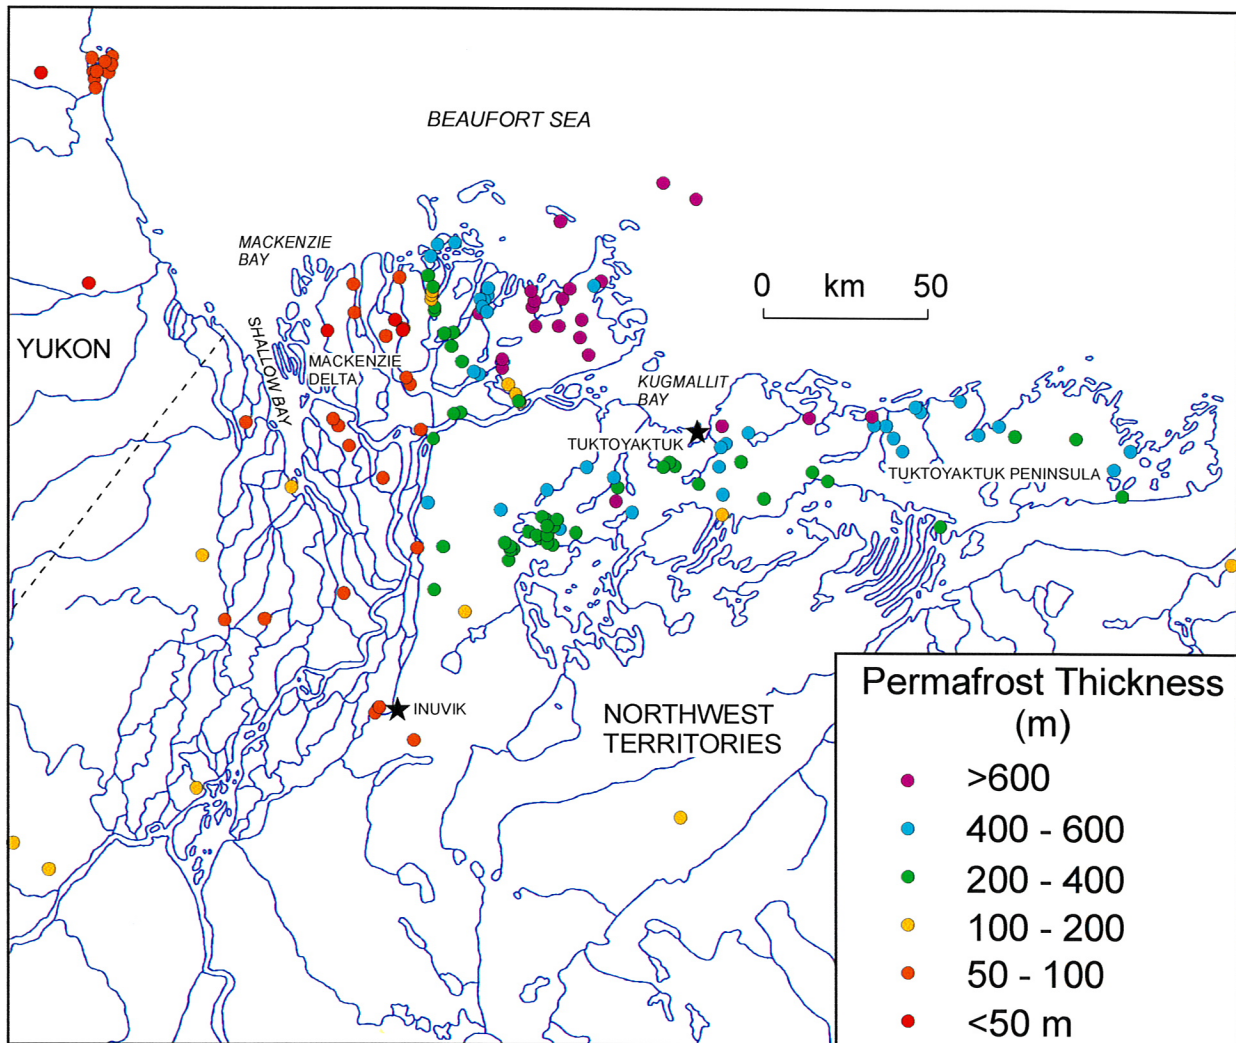 BEAUFORT SEA
MACKENZIE
BAY
0 km 50
YUKON
SHALLOW BAY
MACKENZIE
DELTA
KUGMALLIT
BAY
TUKTOYAKTUK
TUKTOYAKTUK PENINSULA
INUVIK
NORTHWEST
TERRITORIES
Permafrost Thickness
(m)
>600
400 - 600
200 - 400
100 - 200
50 - 100
<50 m